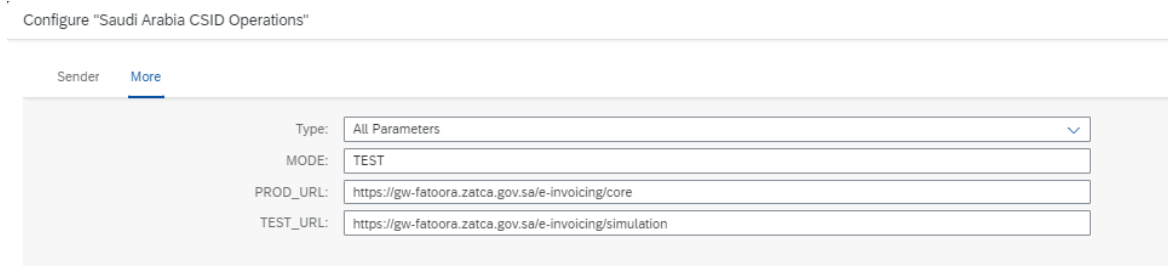 Configure "Saudi Arabia CSID Operations"
Sender More
Type: All Parameters
MODE: TEST
PROD_URL: https://gw-fatoora.zatca.gov.sa/e-invoicing/core
TEST_URL: https://gw-fatoora.zatca.gov.sa/e-invoicing/simulation